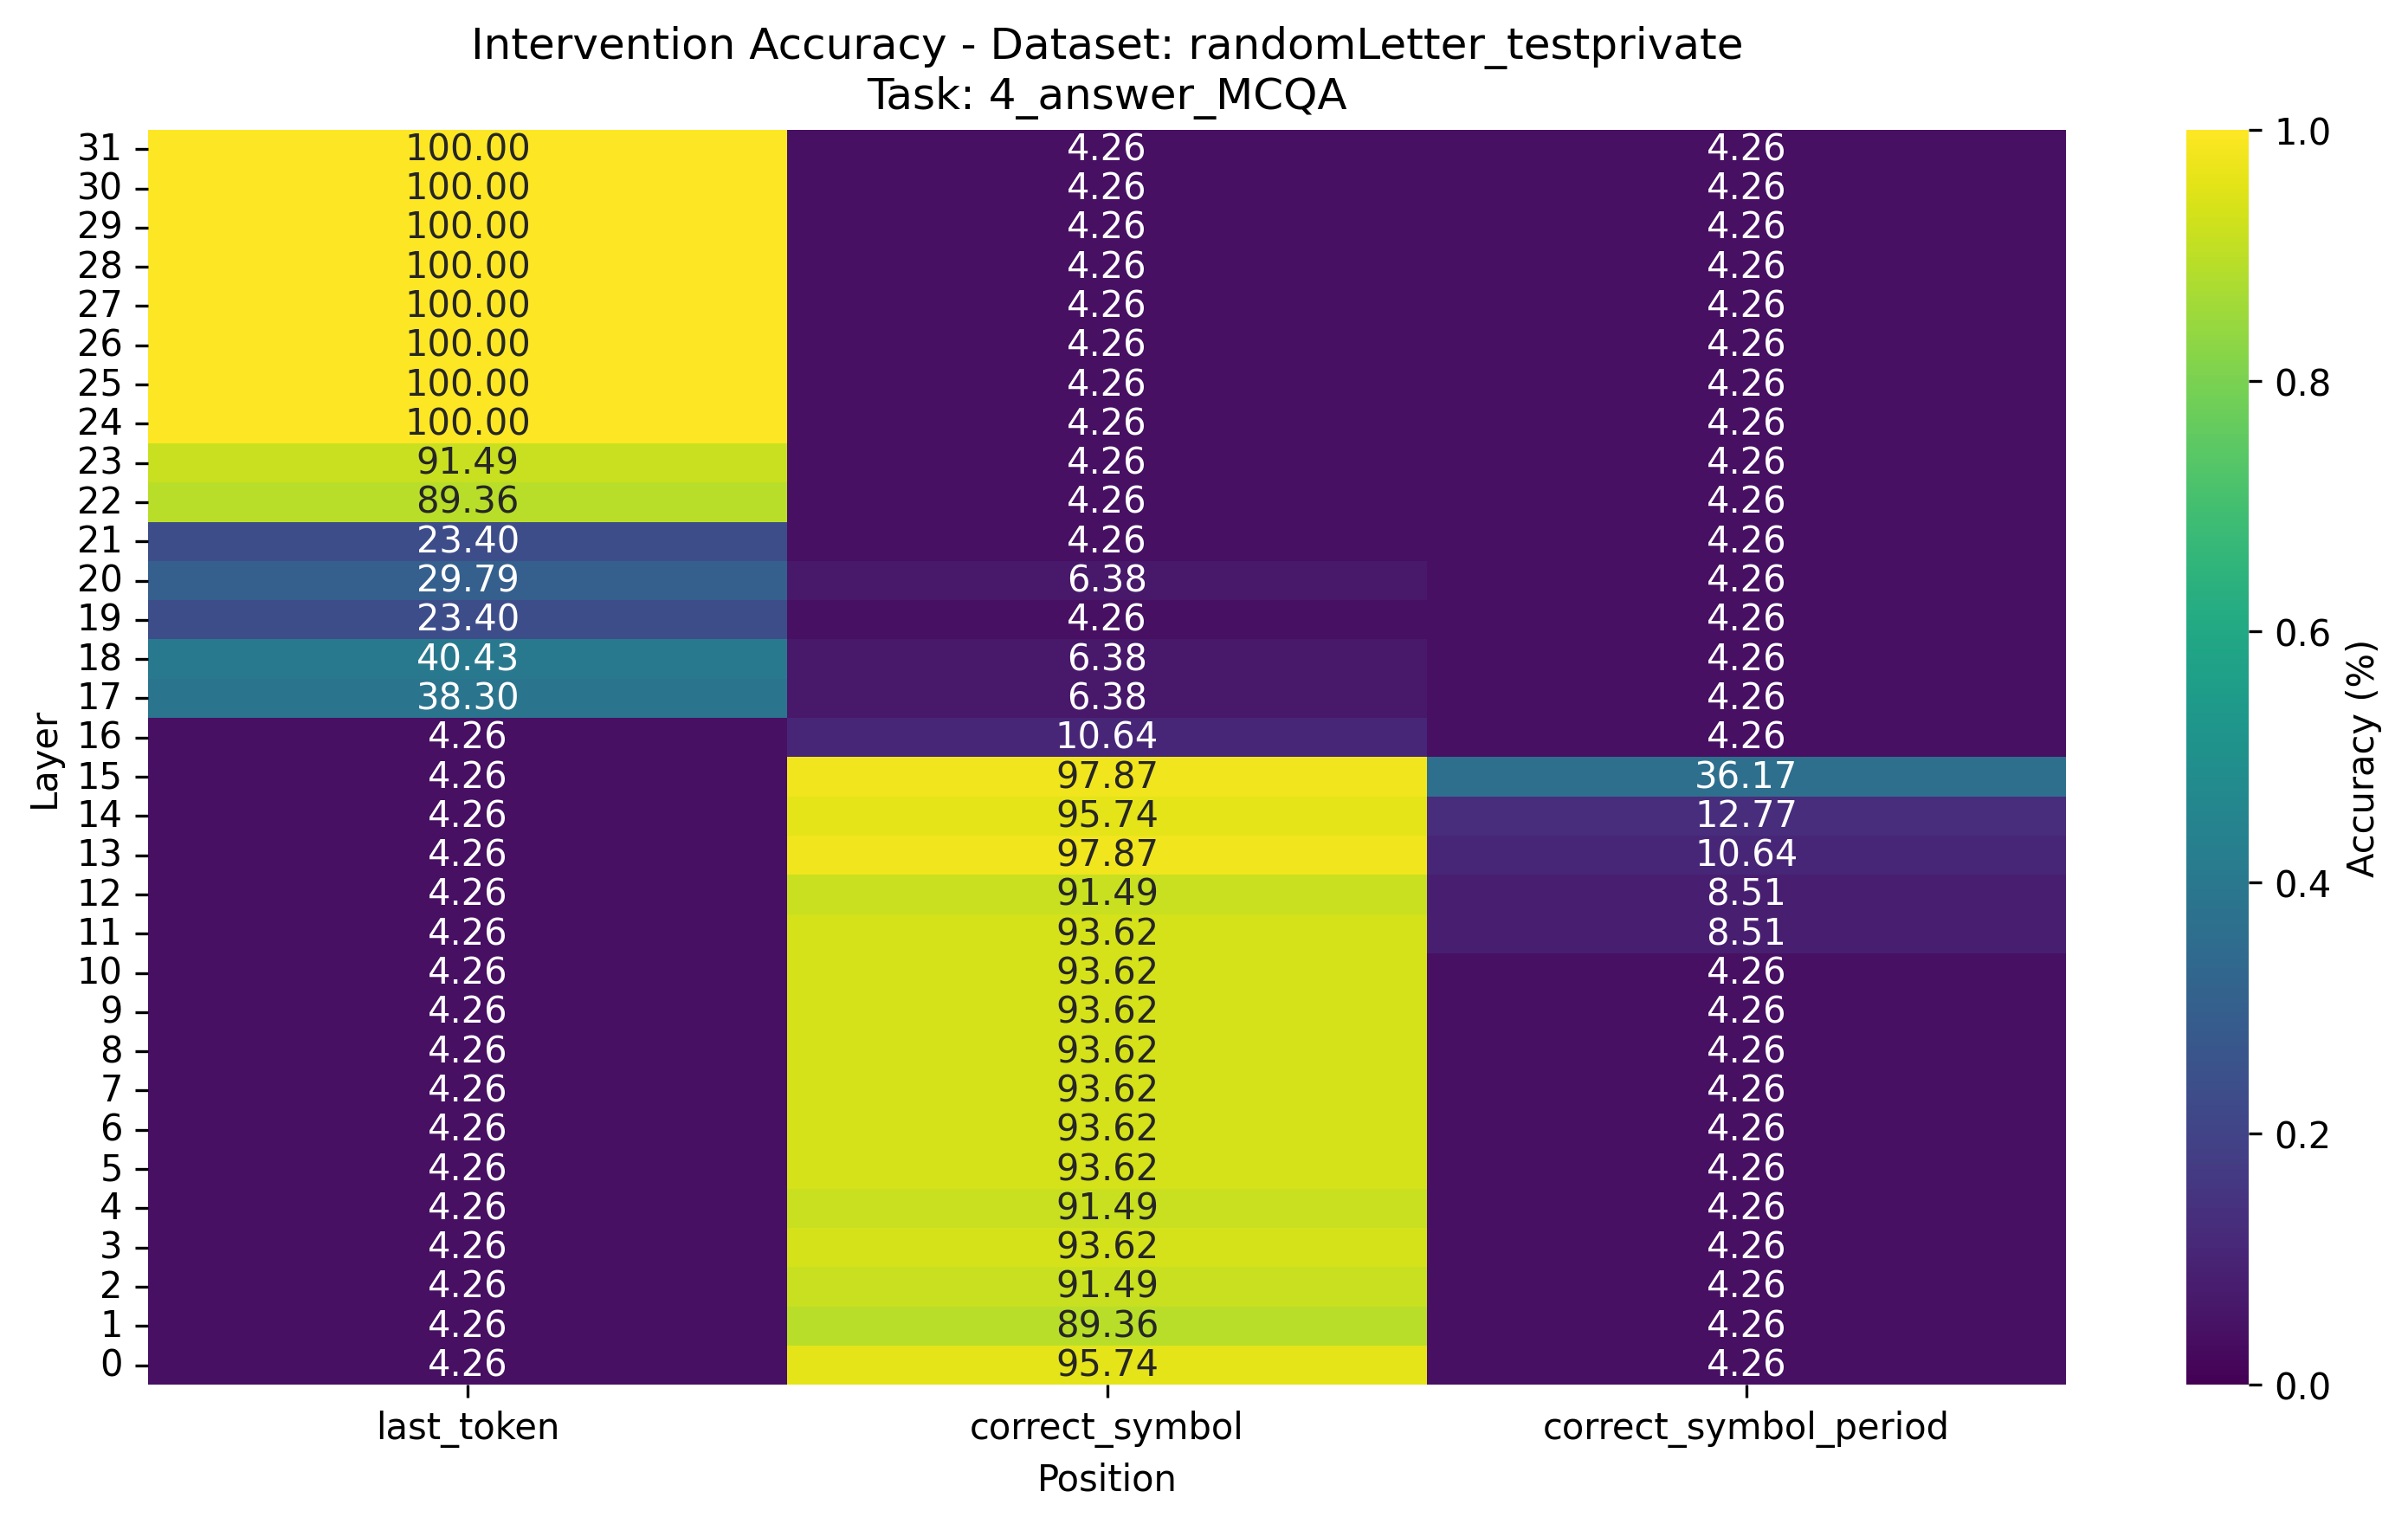 Intervention Accuracy - Dataset: randomLetter_testprivate
Task: 4_answer_MCQA
31 100.00 4.26 4.26
30 100.00 4.26 4.26
29 100.00 4.26 4.26
28 100.00 4.26 4.26
27 100.00 4.26 4.26
26 100.00 4.26 4.26
25 100.00 4.26 4.26
24 100.00 4.26 4.26
23 91.49 4.26 4.26
22 89.36 4.26 4.26
21 23.40 4.26 4.26
20 29.79 6.38 4.26
19 23.40 4.26 4.26
18 40.43 6.38 4.26
17 38.30 6.38 4.26
16 4.26 10.64 4.26
15 4.26 97.87 36.17
14 4.26 95.74 12.77
13 4.26 97.87 10.64
12 4.26 91.49 8.51
11 4.26 93.62 8.51
10 4.26 93.62 4.26
9 4.26 93.62 4.26
8 4.26 93.62 4.26
7 4.26 93.62 4.26
6 4.26 93.62 4.26
5 4.26 93.62 4.26
4 4.26 91.49 4.26
3 4.26 93.62 4.26
2 4.26 91.49 4.26
1 4.26 89.36 4.26
0 4.26 95.74 4.26
Layer
last_token correct_symbol correct_symbol_period
Position
1.0
0.8
0.6
0.4
0.2
0.0
Accuracy (%)